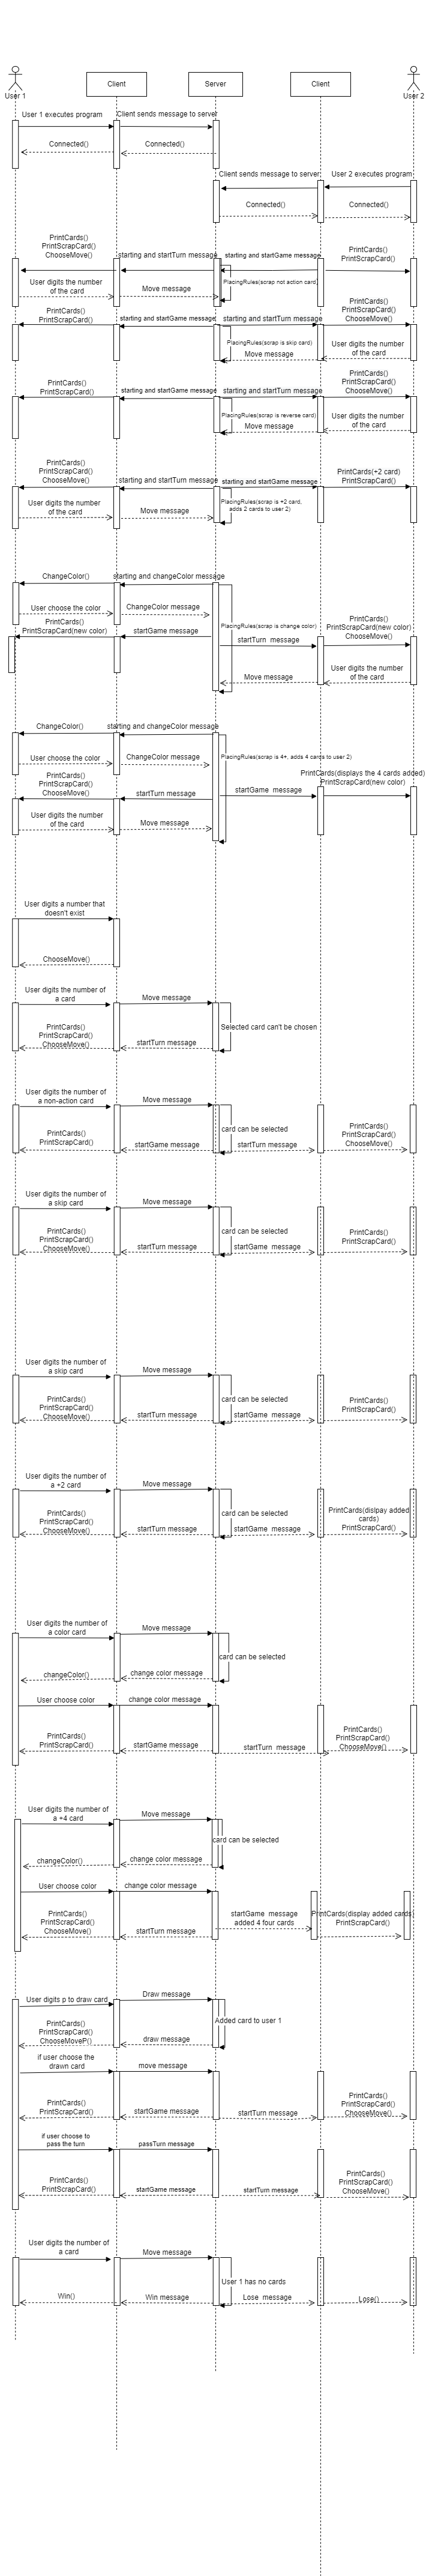 User 1
Client
Server
Client
User 2
User 1 executes program
Client sends message to server
Connected()
Connected()
Client sends message to server
User 2 executes program
Connected()
Connected()
PrintCards()
PrintScrapCard()
ChooseMove()
starting and startTurn message
starting and startGame message
PrintCards()
PrintScrapCard()
User digits the number
of the card
Move message
PlacingRules(scrap not action card)
PrintCards()
PrintScrapCard()
starting and startGame message
starting and startTurn message
PrintCards()
PrintScrapCard()
ChooseMove()
PlacingRules(scrap is skip card)
Move message
User digits the number
of the card
PrintCards()
PrintScrapCard()
starting and startGame message
starting and startTurn message
PrintCards()
PrintScrapCard()
ChooseMove()
PlacingRules(scrap is reverse card)
Move message
User digits the number
of the card
PrintCards()
PrintScrapCard()
ChooseMove()
starting and startTurn message
starting and startGame message
PrintCards(+2 card)
PrintScrapCard()
User digits the number
of the card
Move message
PlacingRules(scrap is +2 card,
adds 2 cards to user 2)
ChangeColor()
starting and changeColor message
User choose the color
ChangeColor message
PlacingRules(scrap is change color)
PrintCards()
PrintScrapCard(new color)
startGame message
startTurn message
PrintCards()
PrintScrapCard(new color)
ChooseMove()
Move message
User digits the number
of the card
ChangeColor()
starting and changeColor message
User choose the color
ChangeColor message
PlacingRules(scrap is 4+, adds 4 cards to user 2)
PrintCards()
PrintScrapCard()
ChooseMove()
startTurn message
startGame message
PrintCards(displays the 4 cards added)
PrintScrapCard(new color)
User digits the number
of the card
Move message
User digits a number that
doesn't exist
ChooseMove()
User digits the number of
a card
Move message
PrintCards()
PrintScrapCard()
ChooseMove()
startTurn message
Selected card can't be chosen
User digits the number of
a non-action card
Move message
card can be selected
PrintCards()
PrintScrapCard()
startGame message
startTurn message
PrintCards()
PrintScrapCard()
ChooseMove()
User digits the number of
a skip card
Move message
card can be selected
PrintCards()
PrintScrapCard()
ChooseMove()
startTurn message
startGame message
PrintCards()
PrintScrapCard()
User digits the number of
a skip card
Move message
card can be selected
PrintCards()
PrintScrapCard()
ChooseMove()
startTurn message
startGame message
PrintCards()
PrintScrapCard()
User digits the number of
a +2 card
Move message
card can be selected
PrintCards()
PrintScrapCard()
ChooseMove()
startTurn message
startGame message
PrintCards(dislpay added
cards)
PrintScrapCard()
User digits the number of
a color card
Move message
card can be selected
changeColor()
change color message
User choose color
change color message
PrintCards()
PrintScrapCard()
startGame message
startTurn message
PrintCards()
PrintScrapCard()
ChooseMove()
User digits the number of
a +4 card
Move message
card can be selected
changeColor()
change color message
User choose color
change color message
PrintCards()
PrintScrapCard()
ChooseMove()
startTurn message
startGame message
added 4 four cards
PrintCards(display added cards)
PrintScrapCard()
User digits p to draw card
Draw message
Added card to user 1
PrintCards()
PrintScrapCard()
ChooseMoveP()
draw message
if user choose the
drawn card
move message
PrintCards()
PrintScrapCard()
startGame message
startTurn message
PrintCards()
PrintScrapCard()
ChooseMove()
if user choose to
pass the turn
passTurn message
PrintCards()
PrintScrapCard()
startGame message
startTurn message
PrintCards()
PrintScrapCard()
ChooseMove()
User digits the number of
a card
Move message
User 1 has no cards
Win()
Win message
Lose message
Lose()